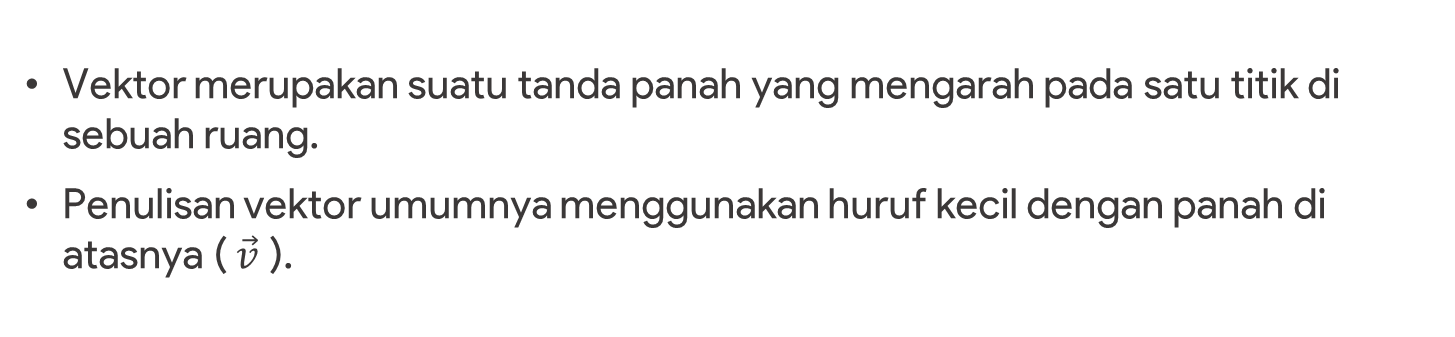 • Vektor merupakan suatu tanda panah yang mengarah pada satu titik di
sebuah ruang.
• Penulisan vektor umumnya menggunakan huruf kecil dengan panah di
atasnya ( v⃗ ).